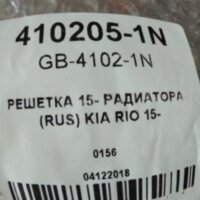 410205-1N
GB-4102-1N
РЕШЕТКА 15- РАДИАТОРА
(RUS) KIA RIO 15-
0156
04122018